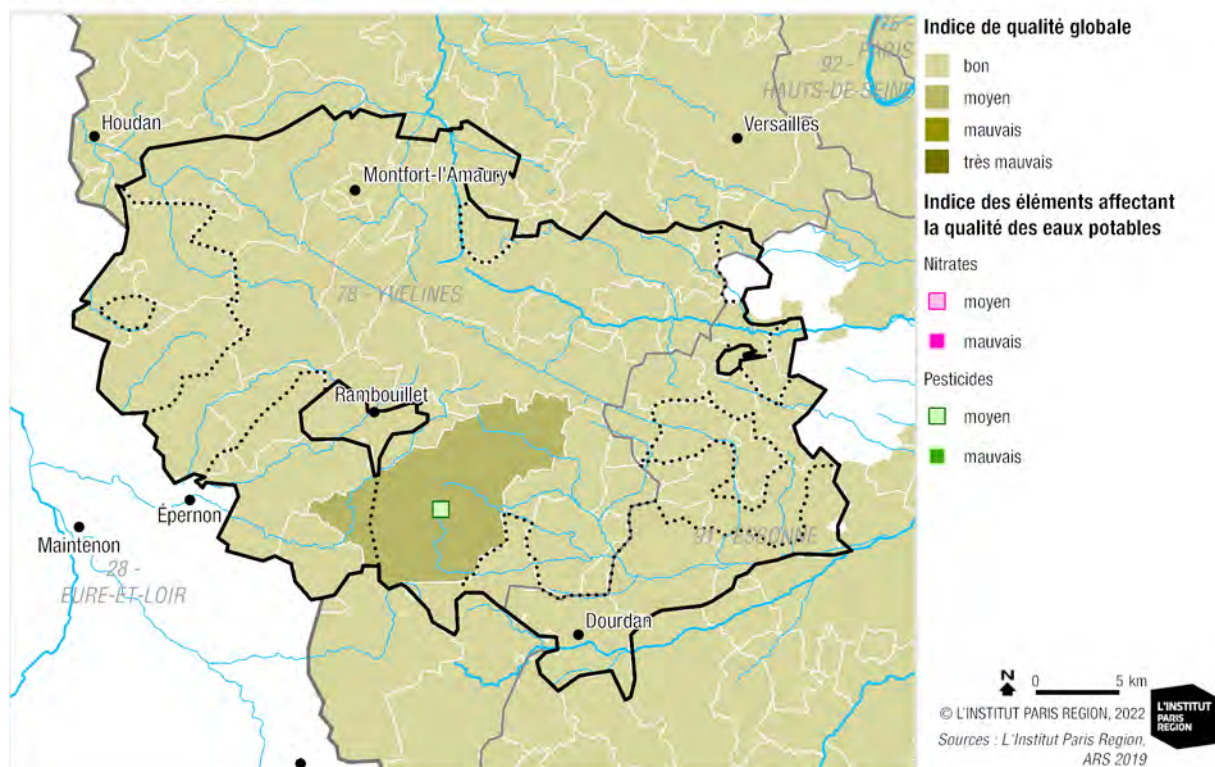 75 -
PARIS
92 -
HAUTS-DE-SEINE
Houdan
Versailles
Montfort-l'Amaury
78 - YVELINES
Rambouillet
Épernon
Maintenon
28 -
EURE-ET-LOIR
91 - ESSONNE
Dourdan
Indice de qualité globale
bon
moyen
mauvais
très mauvais
Indice des éléments affectant
la qualité des eaux potables
Nitrates
moyen
mauvais
Pesticides
moyen
mauvais
N
0 5 km
© L'INSTITUT PARIS REGION, 2022
Sources : L'Institut Paris Region,
ARS 2019
L'INSTITUT
PARIS
REGION